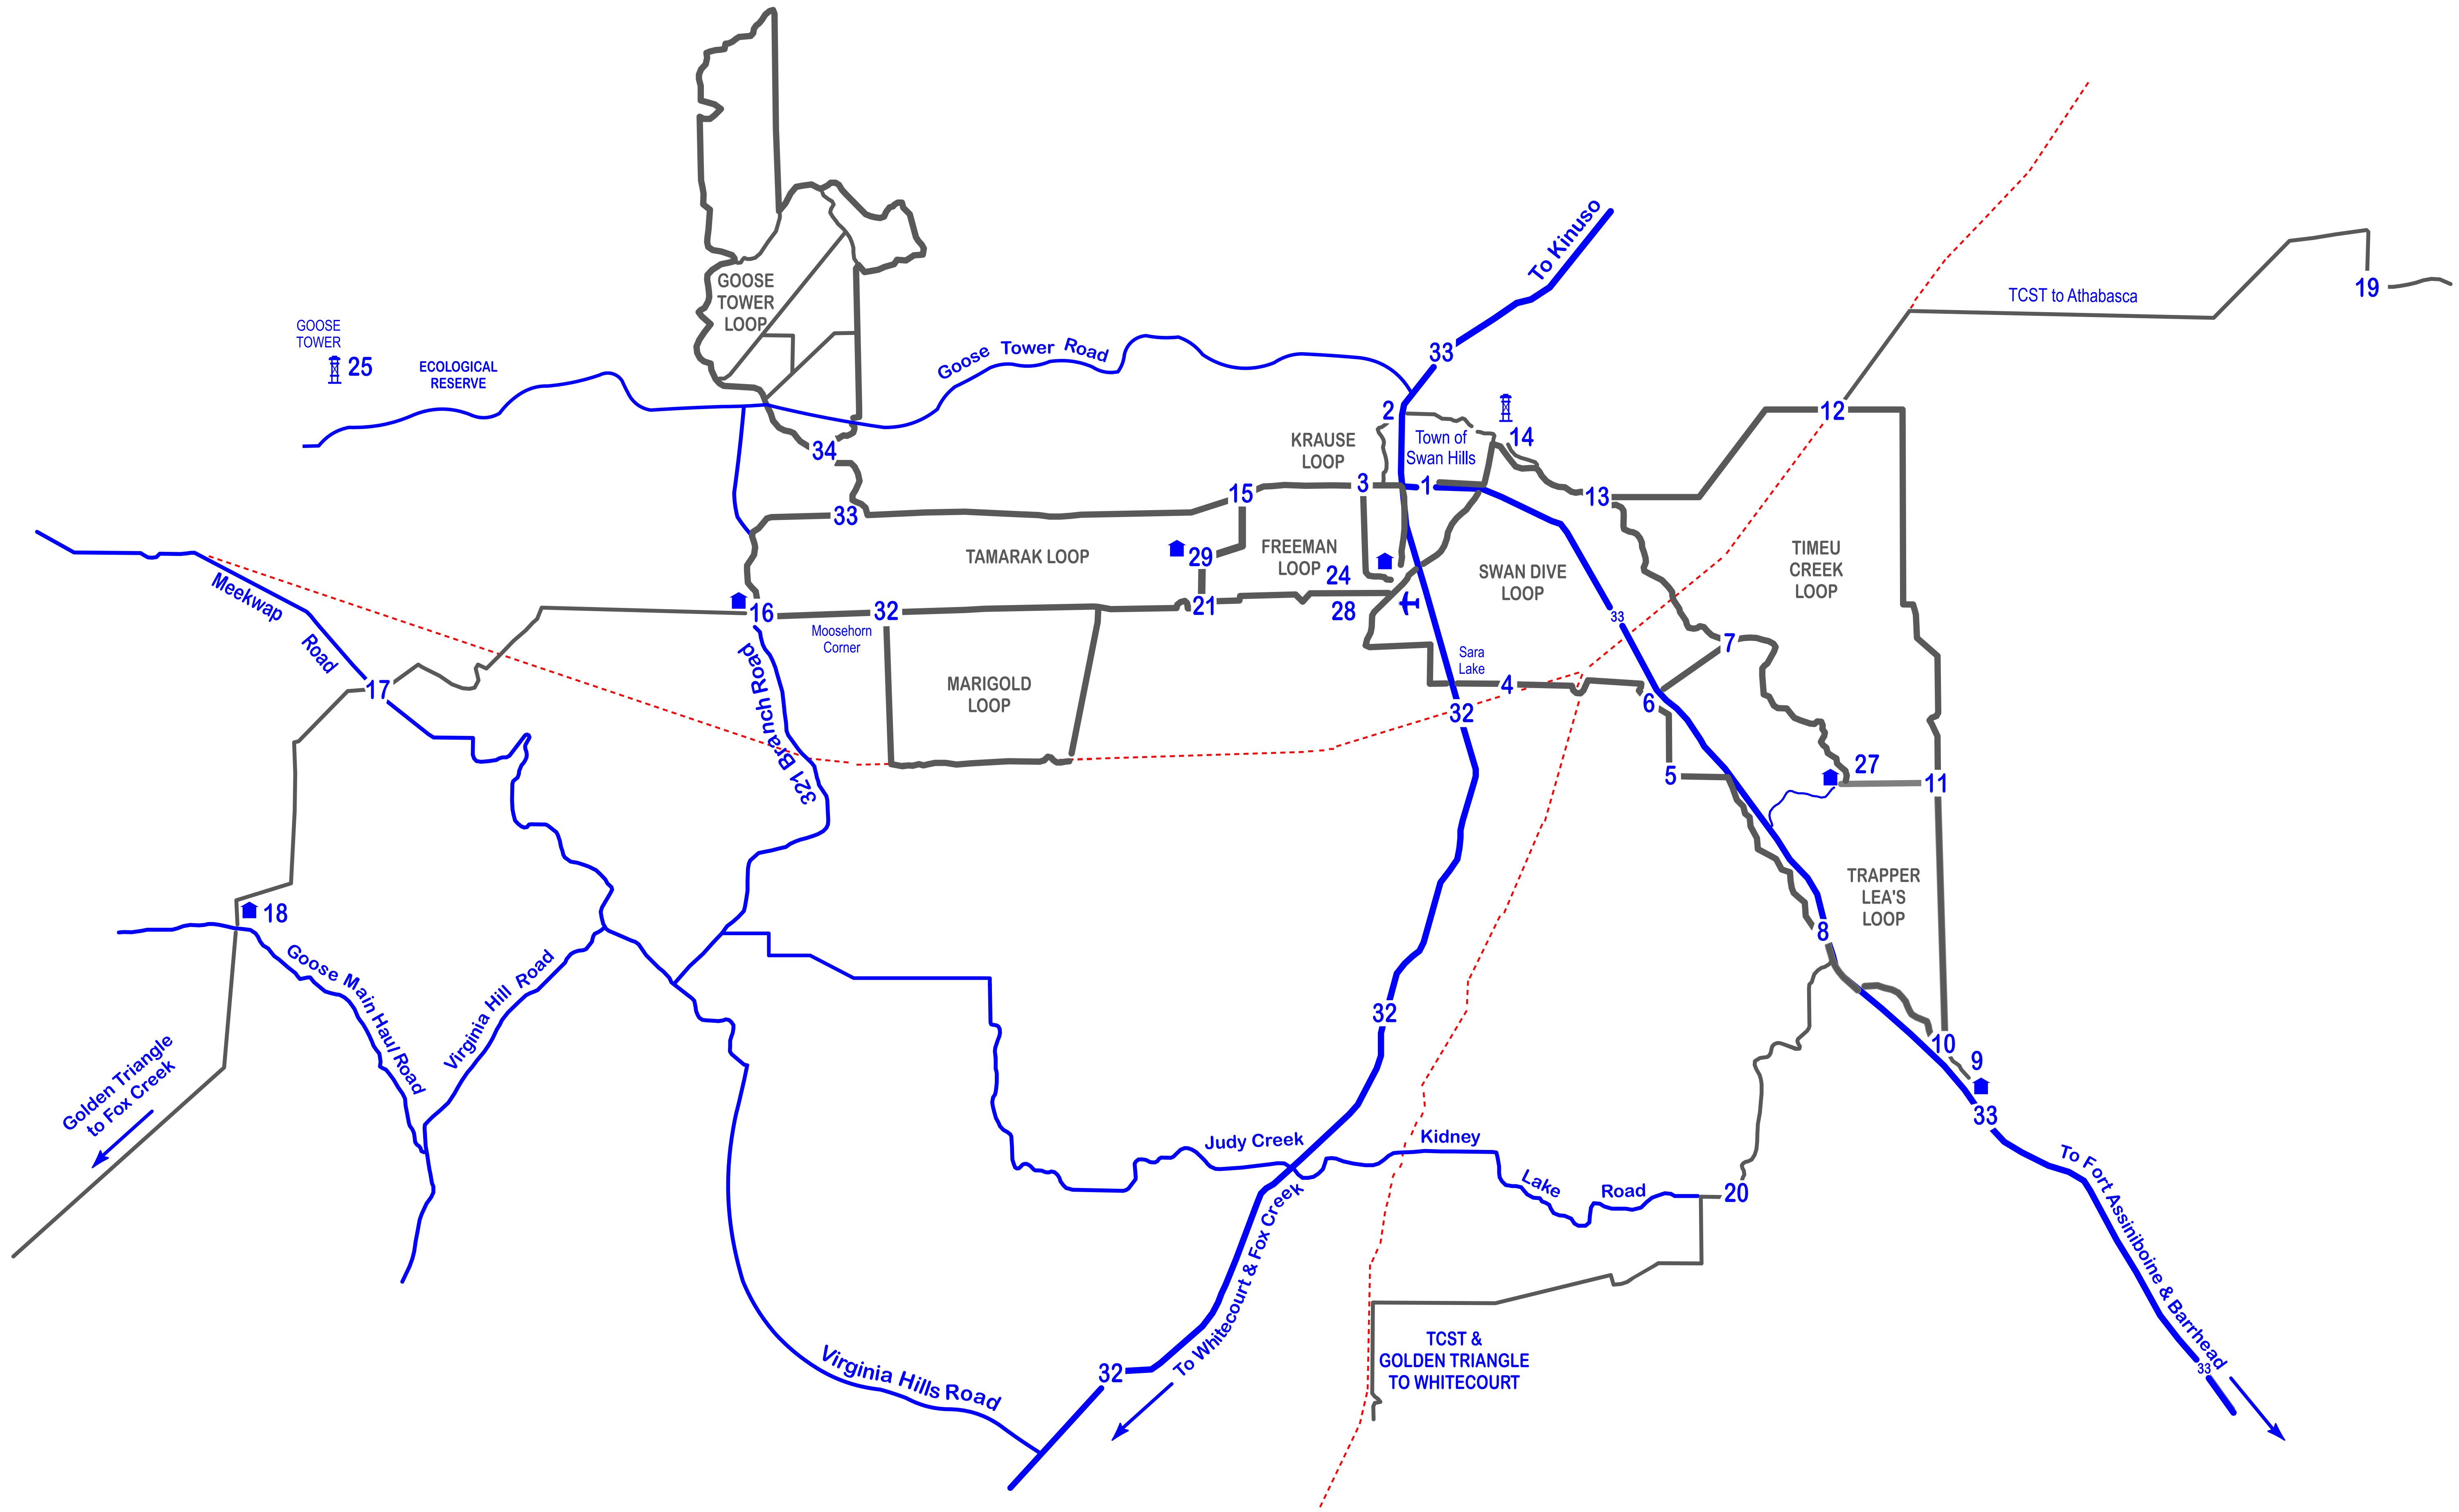 To Kinuso
GOOSE
TOWER
LOOP
TCST to Athabasca
19
GOOSE
TOWER
25
ECOLOGICAL
RESERVE
Goose Tower Road
33
2
14
12
KRAUSE
LOOP
Town of
Swan Hills
34
3
1
15
13
33
TAMARAK LOOP
29
FREEMAN
LOOP
24
SWAN DIVE
LOOP
TIMEU
CREEK
LOOP
Meekwap
Road
16
32
21
28
33
Moosehorn
Corner
7
17
321 Branch Road
MARIGOLD
LOOP
Sara
Lake
4
32
6
5
27
11
TRAPPER
LEA'S
LOOP
18
8
Goose Main Haul Road
Virginia Hill Road
32
10
9
33
Golden Triangle
to Fox Creek
Judy Creek
Kidney
Lake
Road
20
To Fort Assiniboine & Barrhead
33
To Whitecourt & Fox Creek
32
Virginia Hills Road
TCST &
GOLDEN TRIANGLE
TO WHITECOURT